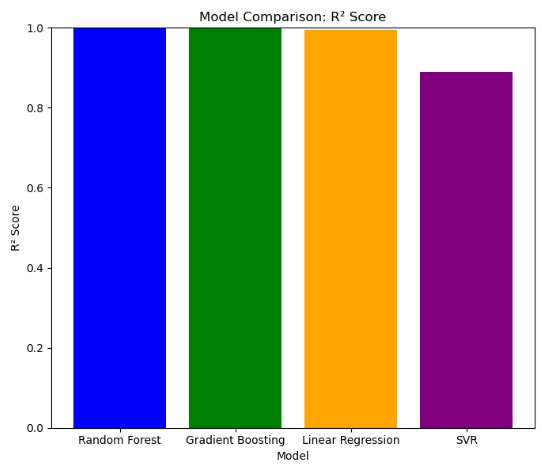 Model Comparison: R² Score
1.0
0.8
0.6
0.4
0.2
0.0
R² Score
Random Forest
Gradient Boosting
Linear Regression
SVR
Model